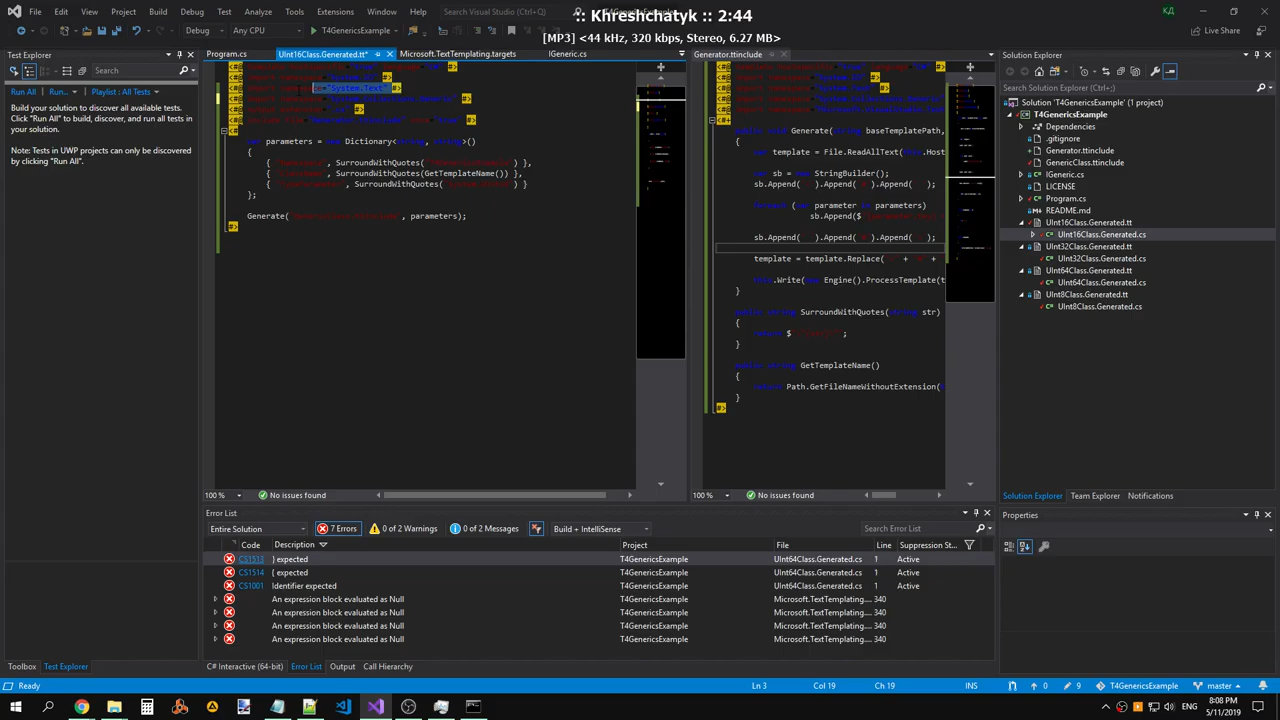 :: Khreshchatyk :: 2:44
[MP3] <44 kHz, 320 kbps, Stereo, 6.27 MB>
File Edit View Project Build Debug Team
Test Analyze Tools Extensions Window Help
Search Visual Studio (Ctrl+Q)
T4GenericsExample
KA
Debug
Any CPU
T4GenericsExample
Live Share
Test Explorer
Search
Run All
Run...
Playlist : All Tests
Build your solution to discover all available tests.
Click "Run All" to build, discover, and run all tests in
your solution.
Note: Tests in UWP projects can only be discovered
by clicking "Run All".
Program.cs
UInt16Class.Generated.tt*
Microsoft.TextTemplating.targets
IGeneric.cs
<#@ import namespace="System.Text" #>
var parameters = new Dictionary<string, string>()
{
SurroundWithQuotes(
) },
SurroundWithQuotes(GetTemplateName()) },
SurroundWithQuotes(
) }
};
Generate(
, parameters);
#>
100 %
No issues found
Generator.ttinclude
<#+
public void Generate(string baseTemplatePath,
{
var template = File.ReadAllText(this.Host
var sb = new StringBuilder();
sb.Append(
).Append(
).Append(
);
foreach (var parameter in parameters)
sb.Append($
sb.Append(
).Append(
).Append(
);
template = template.Replace(
this.Write(new Engine().ProcessTemplate(t
}
public string SurroundWithQuotes(string str)
{
return $
;
}
public string GetTemplateName()
{
return Path.GetFileNameWithoutExtension(
}
#>
100 %
No issues found
Solution Explorer
Search Solution Explorer (Ctrl+;)
Solution 'T4GenericsExample' (1 project)
T4GenericsExample
Dependencies
.gitignore
Generator.ttinclude
GenericClass.ttinclude
IGeneric.cs
LICENSE
Program.cs
README.md
UInt16Class.Generated.tt
UInt16Class.Generated.cs
UInt32Class.Generated.tt
UInt32Class.Generated.cs
UInt64Class.Generated.tt
UInt64Class.Generated.cs
UInt8Class.Generated.tt
UInt8Class.Generated.cs
Solution Explorer
Team Explorer
Notifications
Properties
Error List
Entire Solution
7 Errors
0 of 2 Warnings
0 of 2 Messages
Build + IntelliSense
Search Error List
Code Description Project File Line Suppression St...
CS1513 } expected T4GenericsExample UInt64Class.Generated.cs 1 Active
CS1514 { expected T4GenericsExample UInt64Class.Generated.cs 1 Active
CS1001 Identifier expected T4GenericsExample UInt64Class.Generated.cs 1 Active
An expression block evaluated as Null T4GenericsExample Microsoft.TextTemplating.... 340
An expression block evaluated as Null T4GenericsExample Microsoft.TextTemplating.... 340
An expression block evaluated as Null T4GenericsExample Microsoft.TextTemplating.... 340
An expression block evaluated as Null T4GenericsExample Microsoft.TextTemplating.... 340
Toolbox
Test Explorer
C# Interactive (64-bit)
Error List
Output
Call Hierarchy
Ready
Ln 3
Col 19
Ch 19
INS
0
9
T4GenericsExample
master
ENG
8:08 PM
5/11/2019